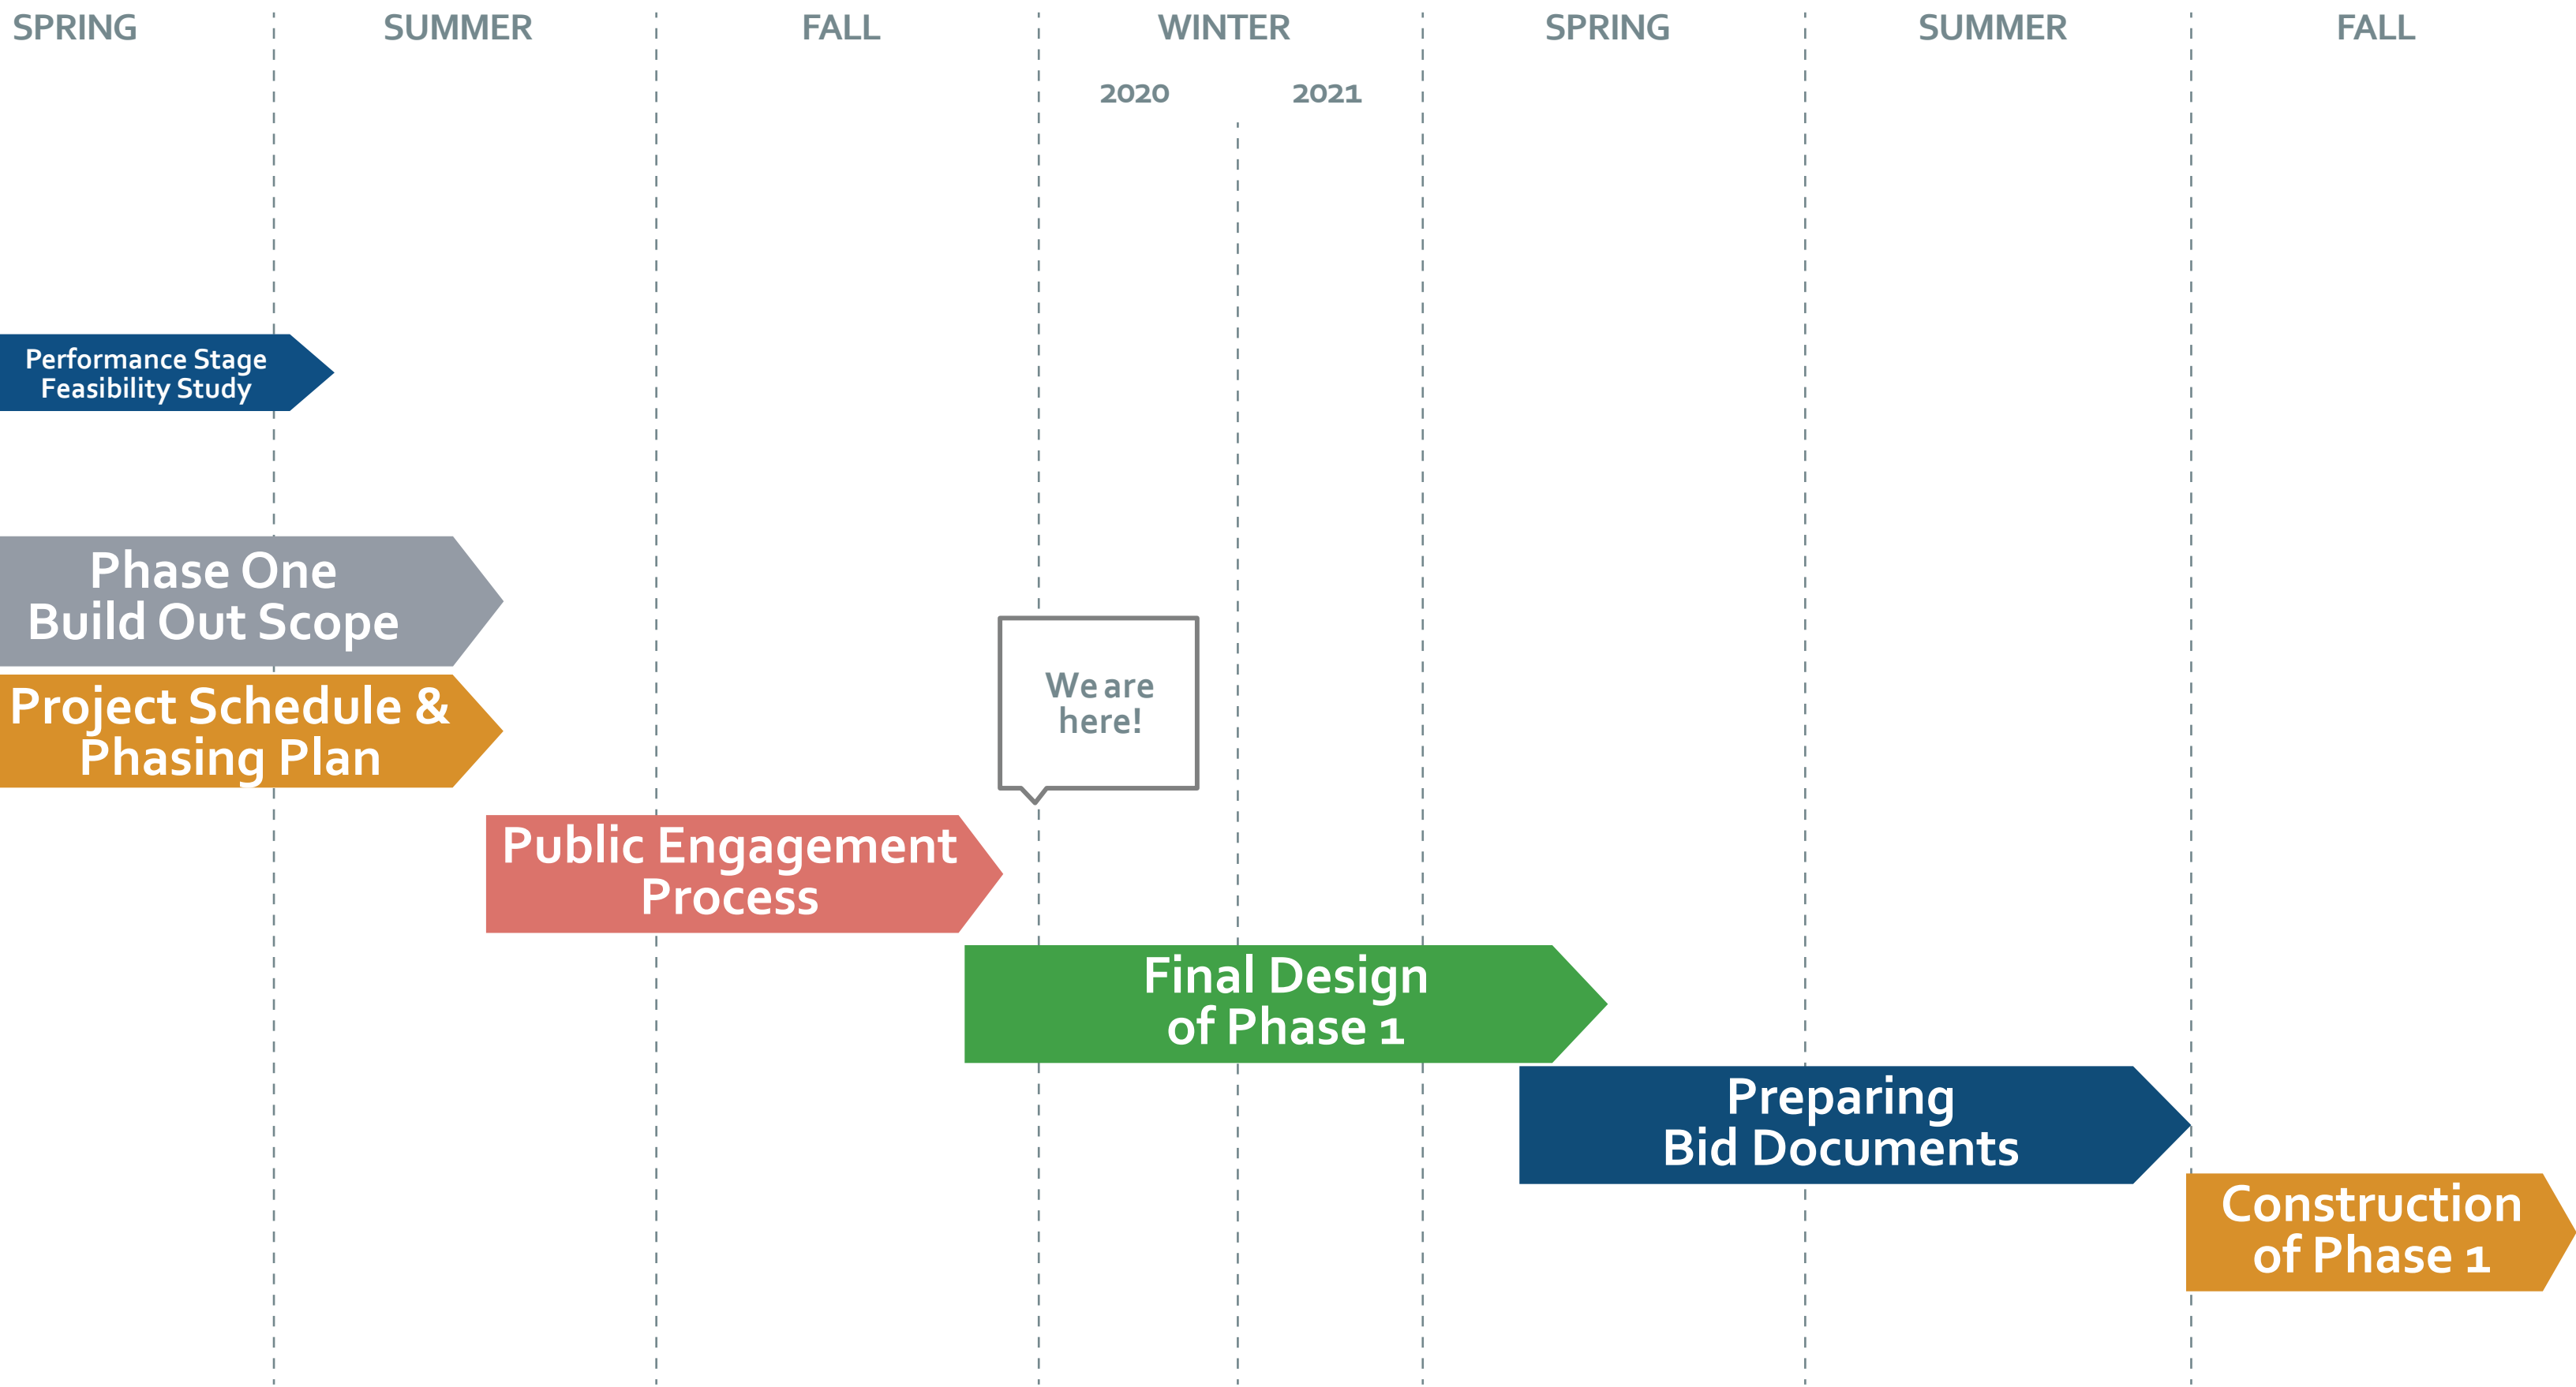 SPRING SUMMER FALL WINTER SPRING SUMMER FALL
2020 2021
Performance Stage
Feasibility Study
Phase One
Build Out Scope
Project Schedule &
Phasing Plan
We are
here!
Public Engagement
Process
Final Design
of Phase 1
Preparing
Bid Documents
Construction
of Phase 1